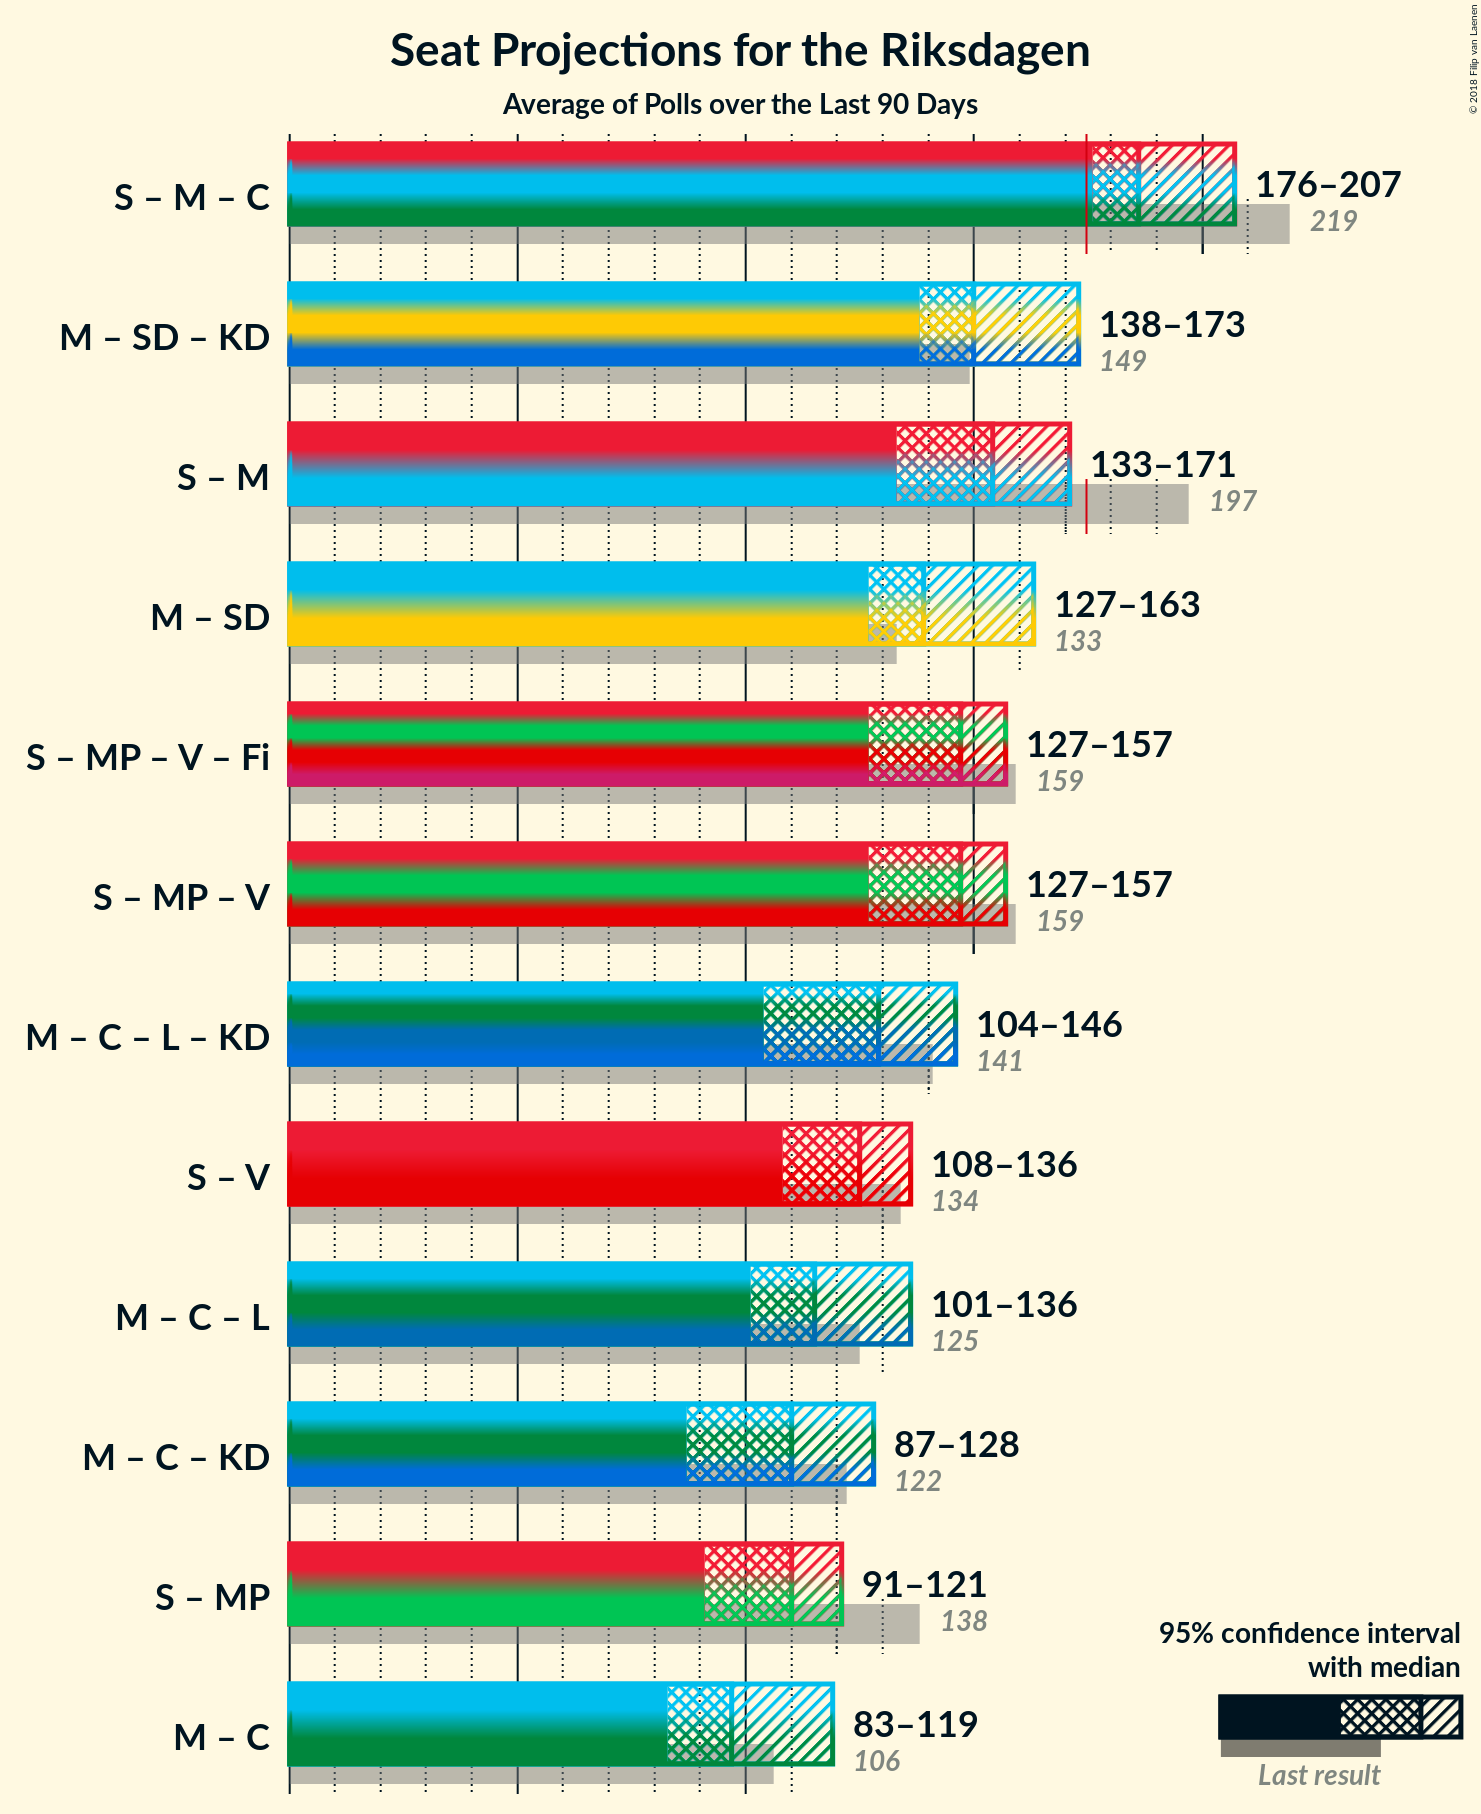 Seat Projections for the Riksdagen
Average of Polls over the Last 90 Days
© 2018 Filip van Laenen
S – M – C
176–207
219
M – SD – KD
138–173
149
S – M
133–171
197
M – SD
127–163
133
S – MP – V – Fi
127–157
159
S – MP – V
127–157
159
M – C – L – KD
104–146
141
S – V
108–136
134
M – C – L
101–136
125
M – C – KD
87–128
122
S – MP
91–121
138
M – C
83–119
106
95% confidence interval
with median
Last result